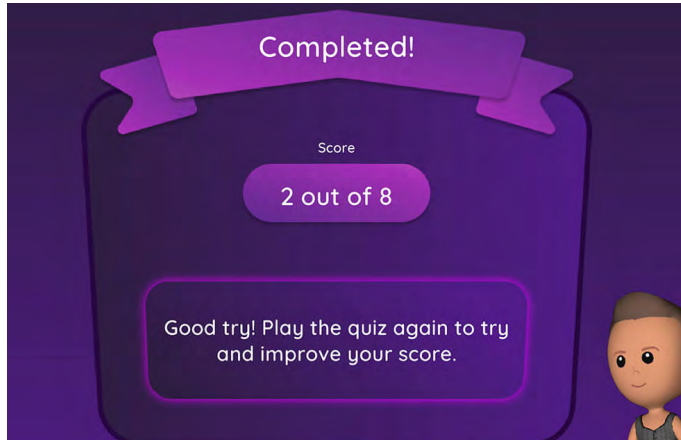 Completed!
Score
2 out of 8
Good try! Play the quiz again to try
and improve your score.